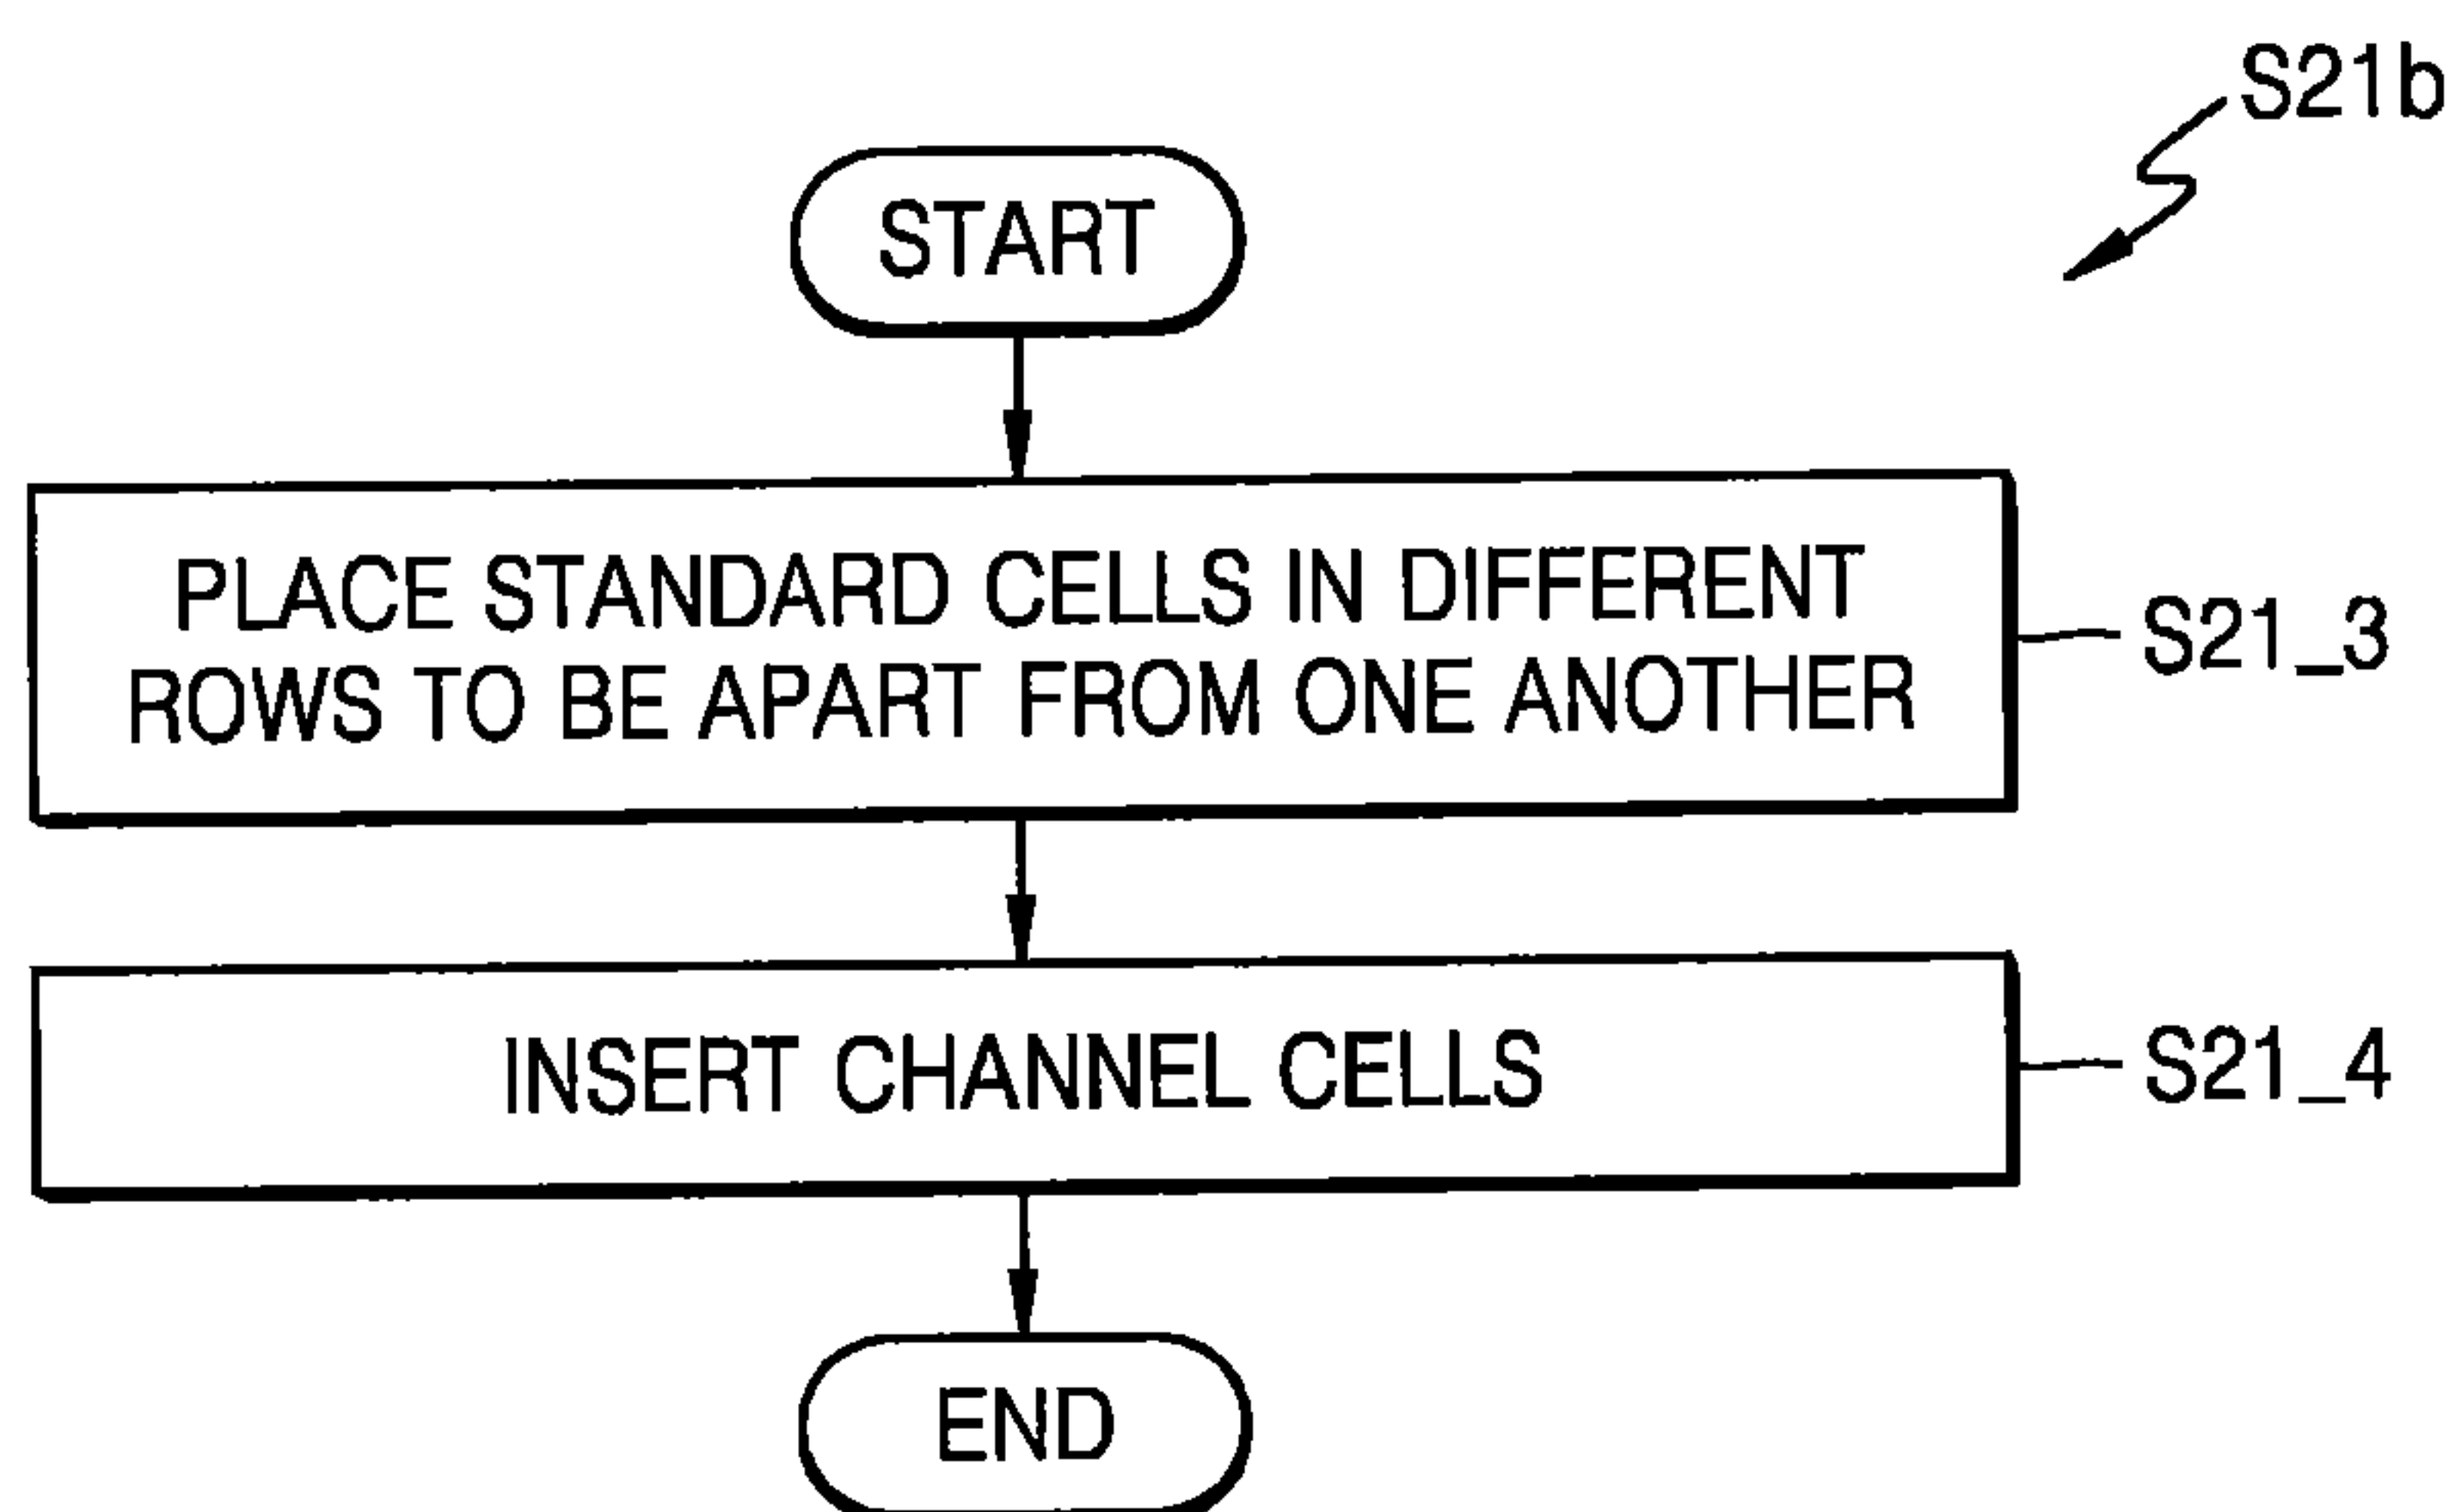 S21b
START
PLACE STANDARD CELLS IN DIFFERENT
ROWS TO BE APART FROM ONE ANOTHER
S21_3
INSERT CHANNEL CELLS
S21_4
END